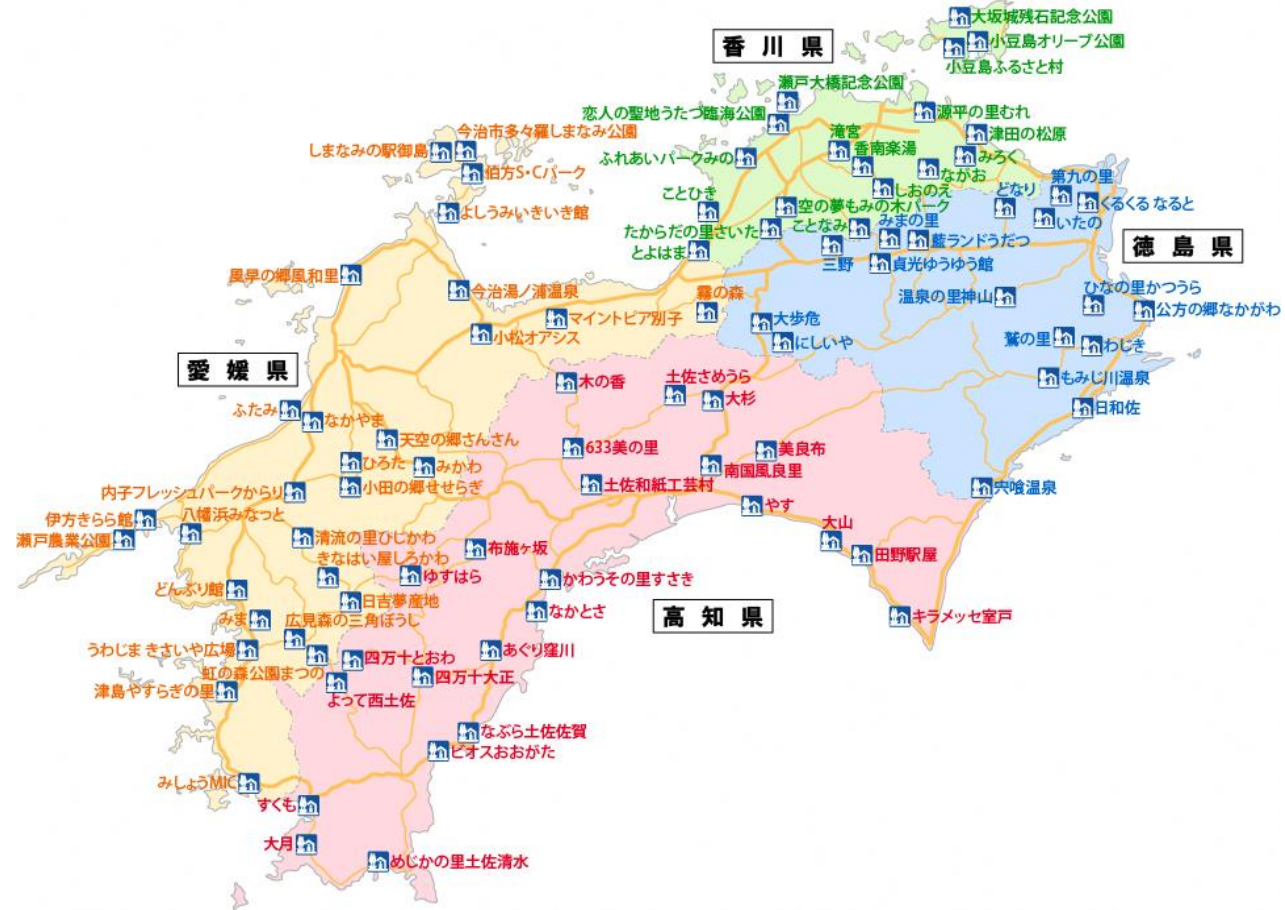 大坂城残石記念公園
小豆島オリーブ公園
小豆島ふるさと村
香川県
瀬戸大橋記念公園
恋人の聖地うたづ臨海公園
源平の里むれ
津田の松原
滝宮
香南楽湯
みろく
ふれあいパークみの
ながお
しおのえ
ことひき
空の夢もみの木パーク
たからだの里さいた
ことなみ
とよはま
今治市多々羅しまなみ公園
しまなみの駅御島
伯方S・Cパーク
よしうみいきいき館
風早の郷風和里
今治湯ノ浦温泉
霧の森
マイントピア別子
小松オアシス
愛媛県
ふたみ
なかやま
天空の郷さんさん
ひろた
みかわ
小田の郷せせらぎ
内子フレッシュパークからり
伊方きらら館
八幡浜みなっと
瀬戸農業公園
清流の里ひじかわ
きなはい屋しろかわ
どんぶり館
日吉夢産地
みま
広見森の三角ぼうし
うわじま きさいや広場
虹の森公園まつの
津島やすらぎの里
みしょうMIC
第九の里
どなり
くるくる なると
いたの
みまの里
藍ランドうだつ
三野
貞光ゆうゆう館
徳島県
温泉の里神山
ひなの里かつうら
公方の郷なかがわ
大歩危
にしいや
鷲の里
わじき
もみじ川温泉
日和佐
宍喰温泉
木の香
土佐さめうら
大杉
633美の里
美良布
南国風良里
土佐和紙工芸村
やす
大山
田野駅屋
キラメッセ室戸
布施ヶ坂
ゆすはら
かわうその里すさき
なかとさ
高知県
あぐり窪川
四万十とおわ
四万十大正
よって西土佐
なぶら土佐佐賀
ビオスおおがた
すくも
大月
めじかの里土佐清水